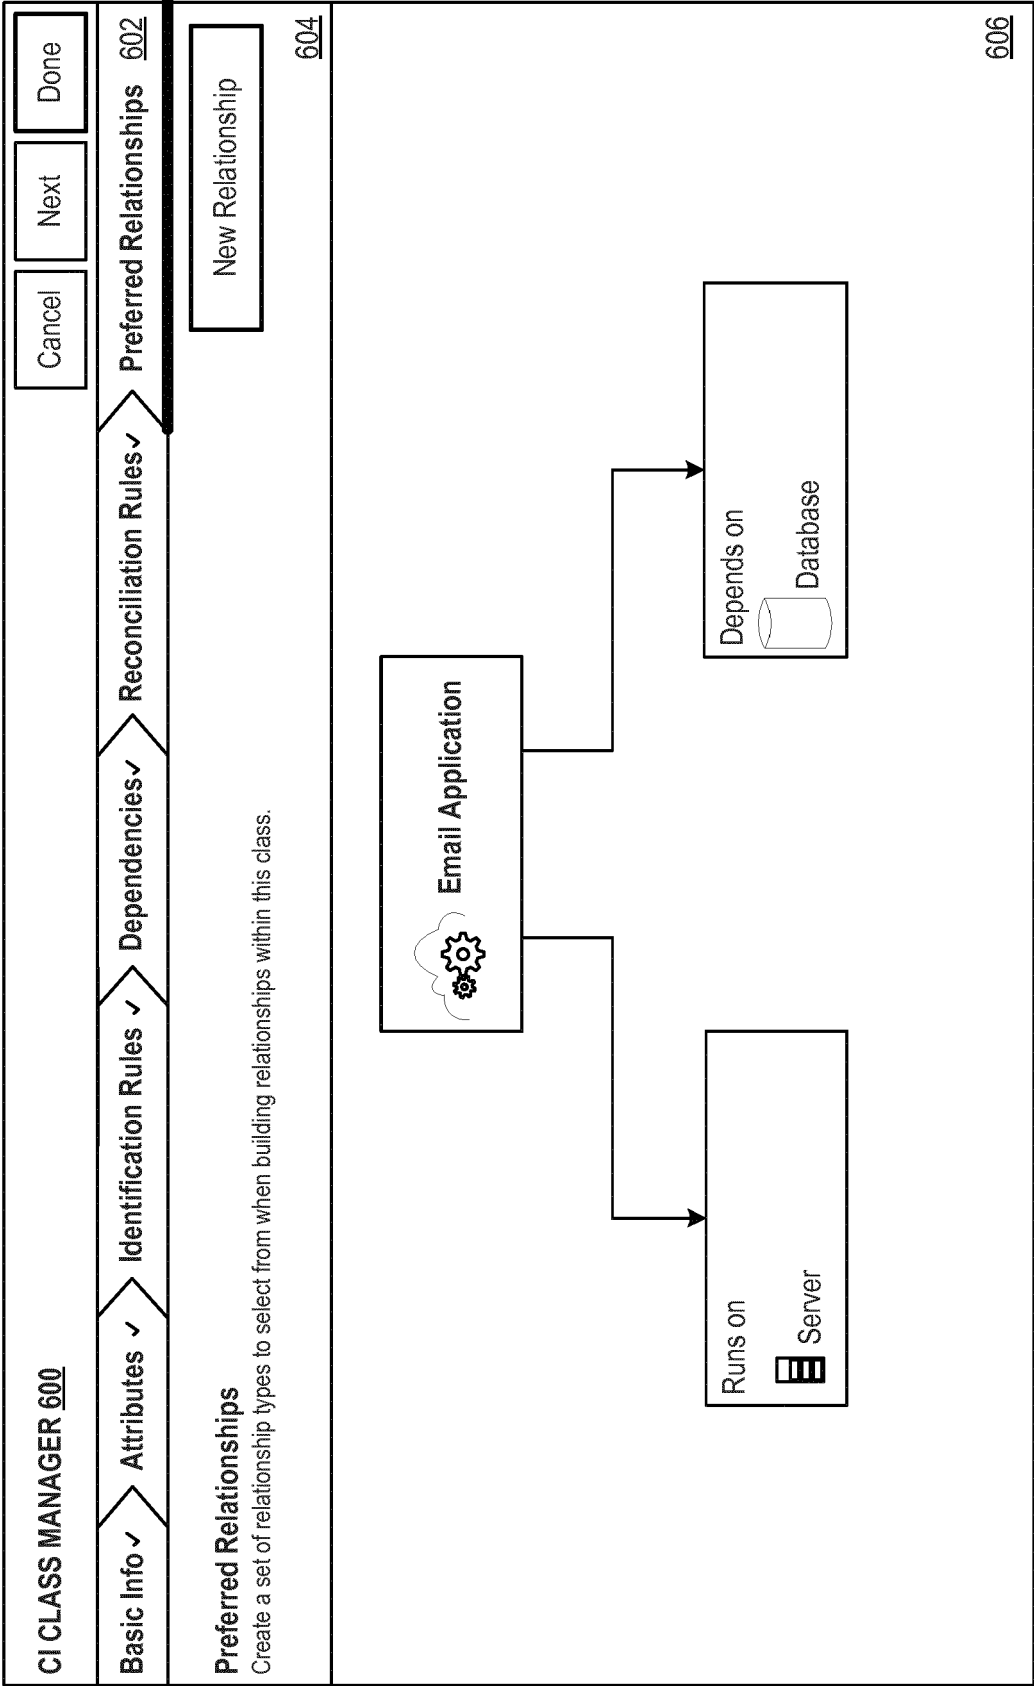 CI CLASS MANAGER 600
Cancel
Next
Done
Basic Info ✓
Attributes ✓
Identification Rules ✓
Dependencies ✓
Reconciliation Rules ✓
Preferred Relationships 602
Preferred Relationships
Create a set of relationship types to select from when building relationships within this class.
New Relationship
604
Email Application
Runs on
Server
Depends on
Database
606